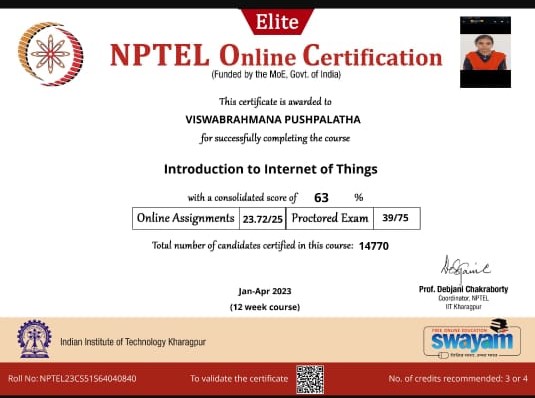 Elite
NPTEL Online Certification
(Funded by the MoE, Govt. of India)
This certificate is awarded to
VISWABRAHMANA PUSHPALATHA
for successfully completing the course
Introduction to Internet of Things
with a consolidated score of 63 %
Online Assignments 23.72/25 Proctored Exam 39/75
Total number of candidates certified in this course: 14770
Jan-Apr 2023
(12 week course)
Prof. Debjani Chakraborty
Coordinator, NPTEL
IIT Kharagpur
Indian Institute of Technology Kharagpur
FREE ONLINE EDUCATION
swayam
शिक्षित भारत, उन्नत भारत
Roll No: NPTEL23CS51S64040840 To validate the certificate No. of credits recommended: 3 or 4